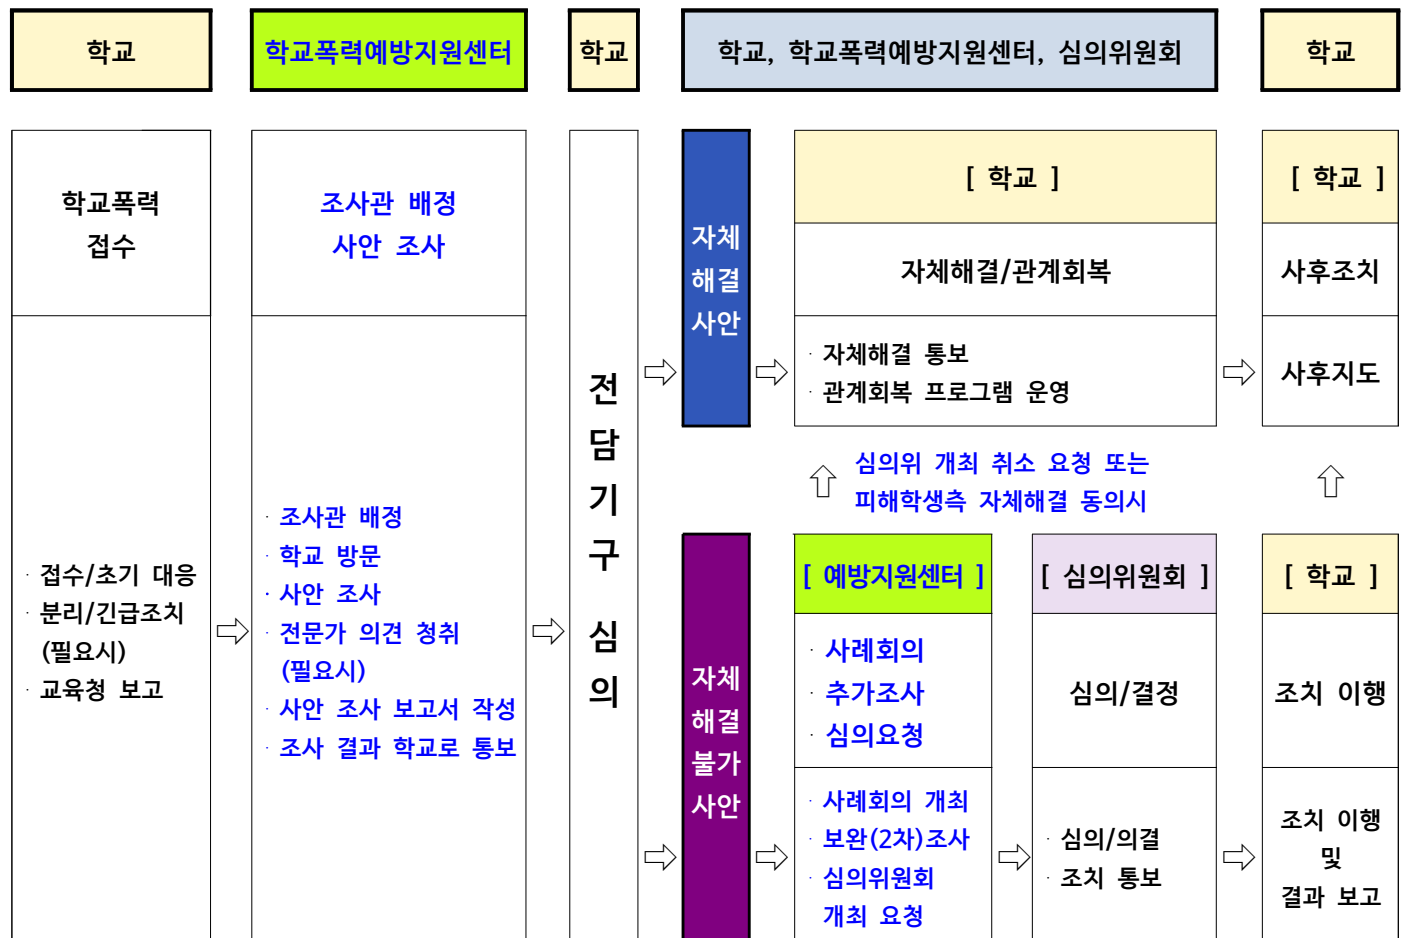 학교
학교폭력예방지원센터
학교
학교, 학교폭력예방지원센터, 심의위원회
학교
학교폭력
접수
· 접수/초기 대응
· 분리/긴급조치
(필요시)
· 교육청 보고
조사관 배정
사안 조사
· 조사관 배정
· 학교 방문
· 사안 조사
· 전문가 의견 청취
(필요시)
· 사안 조사 보고서 작성
· 조사 결과 학교로 통보
전
담
기
구
심
의
자체
해결
사안
[ 학교 ]
자체해결/관계회복
· 자체해결 통보
· 관계회복 프로그램 운영
[ 학교 ]
사후조치
사후지도
심의위 개최 취소 요청 또는
피해학생측 자체해결 동의시
자체
해결
불가
사안
[ 예방지원센터 ]
· 사례회의
· 추가조사
· 심의요청
· 사례회의 개최
· 보완(2차)조사
· 심의위원회
개최 요청
[ 심의위원회 ]
심의/결정
· 심의/의결
· 조치 통보
[ 학교 ]
조치 이행
조치 이행
및
결과 보고